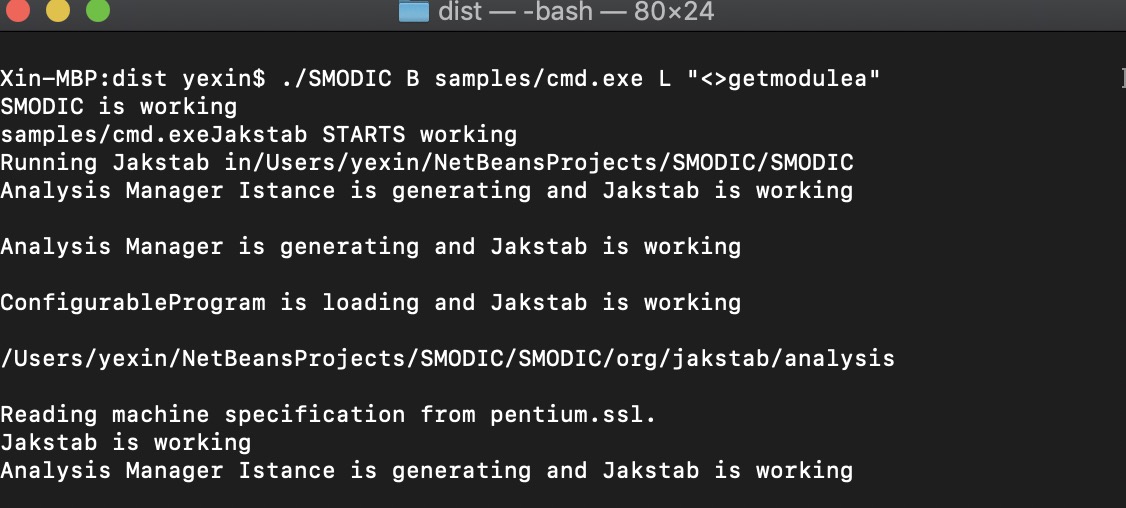 dist — -bash — 80×24
Xin-MBP:dist yexin$ ./SMODIC B samples/cmd.exe L "<>getmodulea"
SMODIC is working
samples/cmd.exeJakstab STARTS working
Running Jakstab in/Users/yexin/NetBeansProjects/SMODIC/SMODIC
Analysis Manager Istance is generating and Jakstab is working
Analysis Manager is generating and Jakstab is working
ConfigurableProgram is loading and Jakstab is working
/Users/yexin/NetBeansProjects/SMODIC/SMODIC/org/jakstab/analysis
Reading machine specification from pentium.ssl.
Jakstab is working
Analysis Manager Istance is generating and Jakstab is working